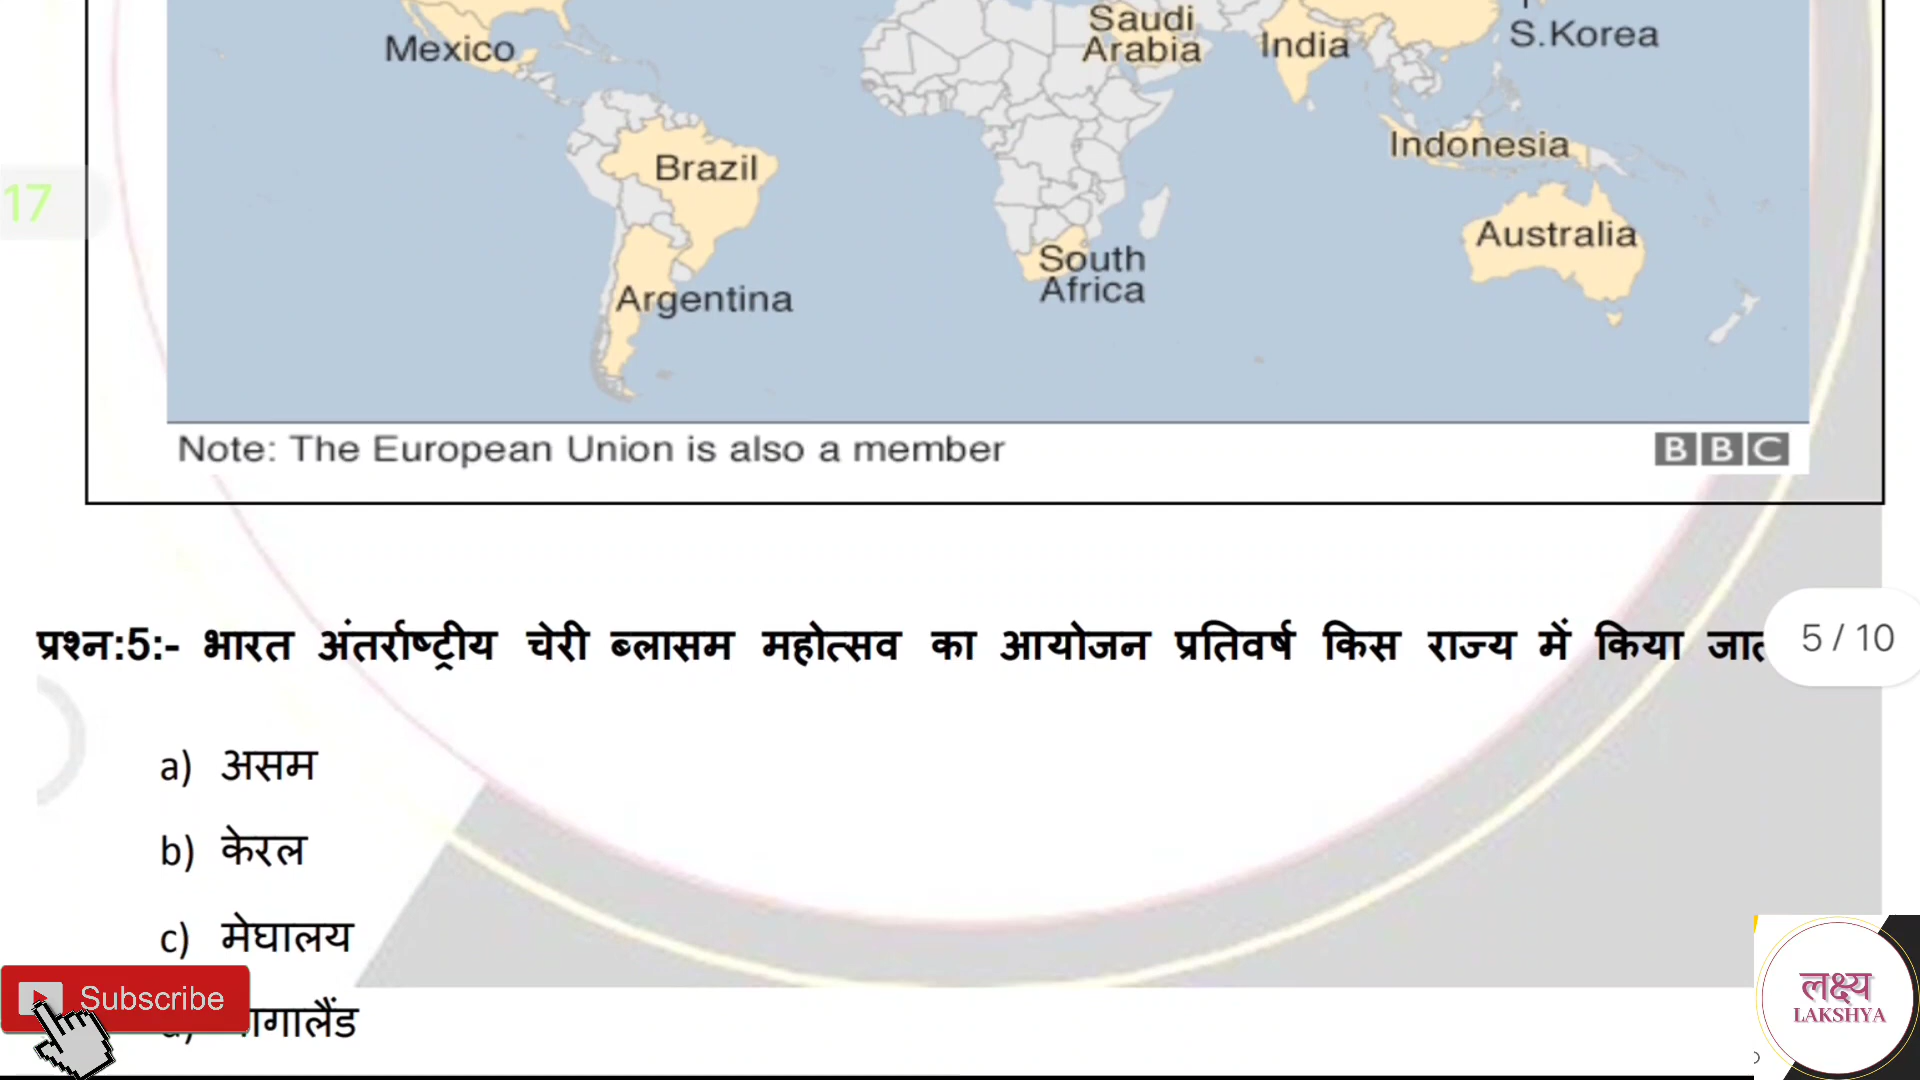 Saudi
Arabia
Mexico
India
S.Korea
Indonesia
Brazil
17
Australia
South
Africa
Argentina
Note: The European Union is also a member
BBC
प्रश्न:5:- भारत अंतर्राष्ट्रीय चेरी ब्लासम महोत्सव का आयोजन प्रतिवर्ष किस राज्य में किया
5 / 10
a) असम
b) केरल
c) मेघालय
Subscribe
लक्ष्य
LAKSHYA